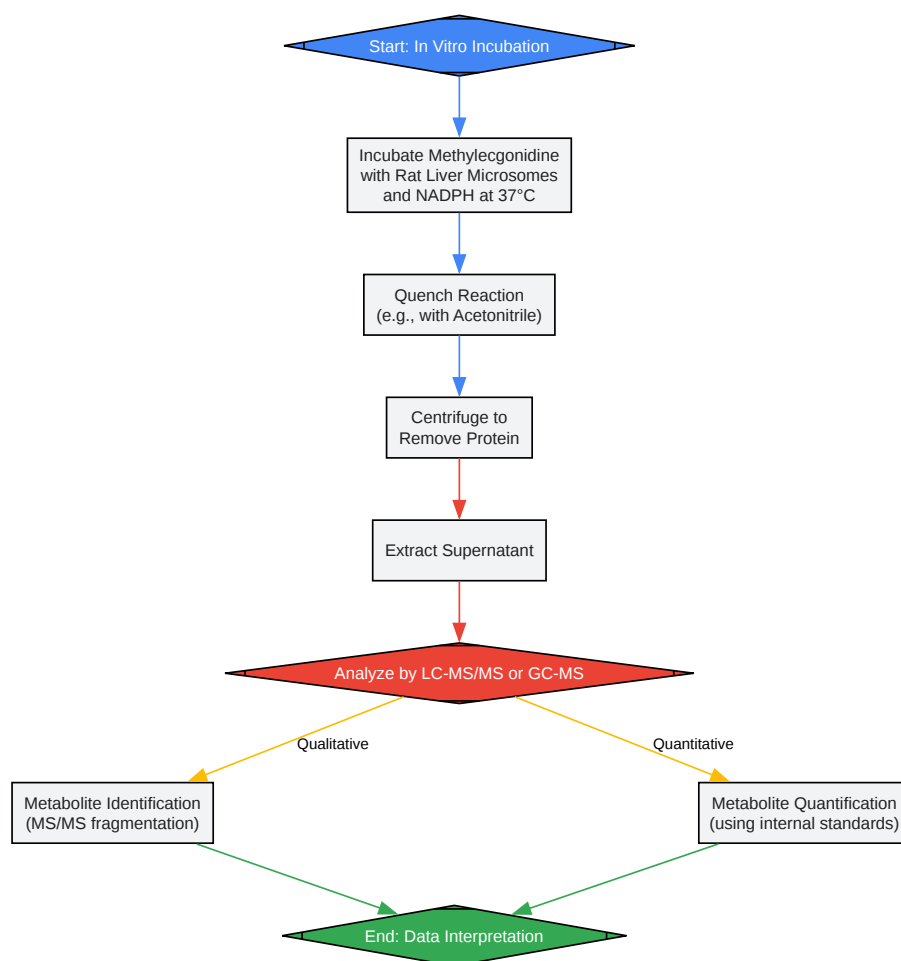 Start: In Vitro Incubation
Incubate Methylecgonidine
with Rat Liver Microsomes
and NADPH at 37°C
Quench Reaction
(e.g., with Acetonitrile)
Centrifuge to
Remove Protein
Extract Supernatant
Analyze by LC-MS/MS or GC-MS
Qualitative
Quantitative
Metabolite Identification
(MS/MS fragmentation)
Metabolite Quantification
(using internal standards)
End: Data Interpretation